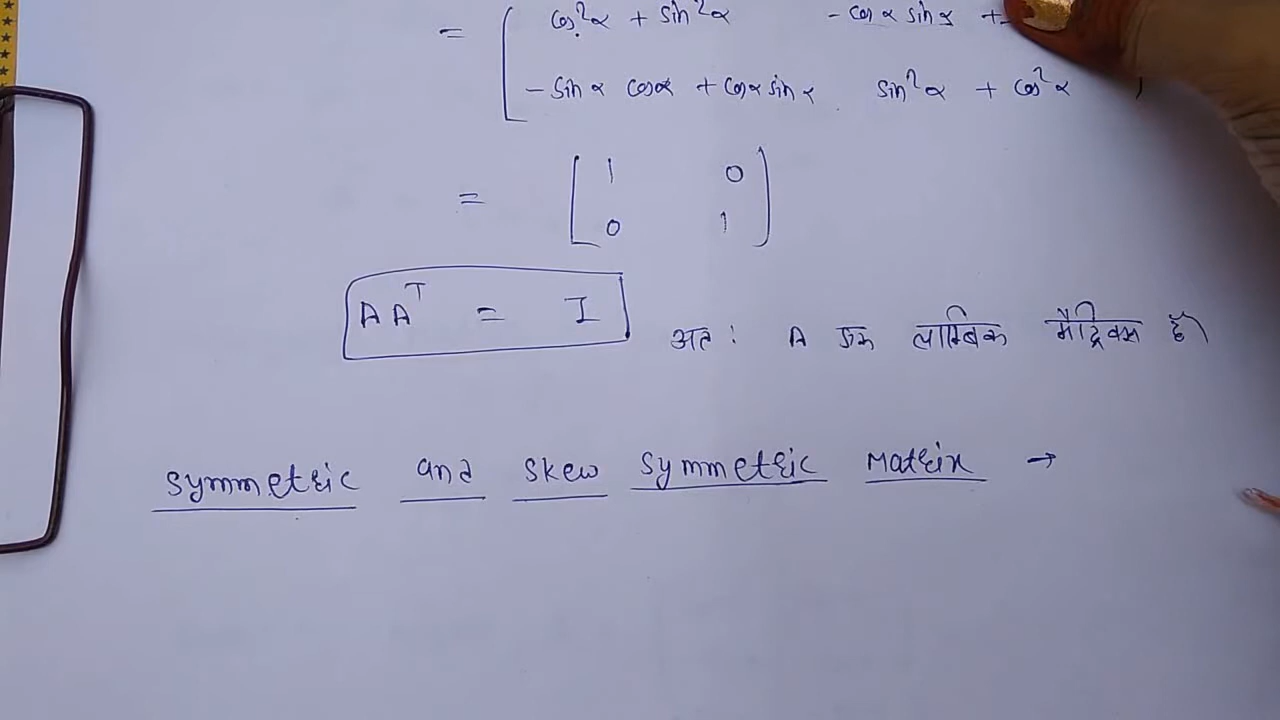 = [ cos²α + sin²α - cos α sin α +
- sin α cos α + cos α sin α sin²α + cos²α
= [ 1 0
0 1 ]
AAᵀ = I अतः A एक लाम्बिक मैट्रिक्स है।
Symmetric and Skew Symmetric Matrix →